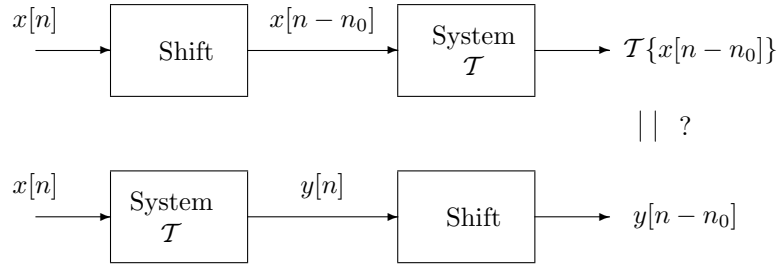 x[n] Shift x[n − n₀] System 𝒯 𝒯{x[n − n₀]}
|| ?
x[n] System 𝒯 y[n] Shift y[n − n₀]